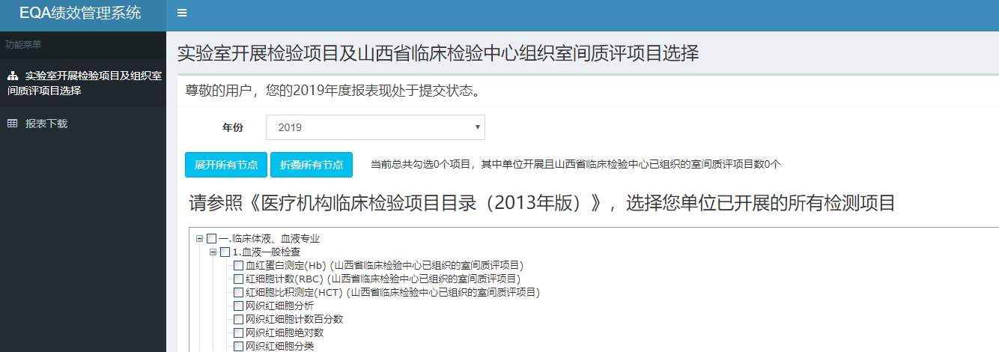 EQA绩效管理系统
功能菜单
实验室开展检验项目及组织室
间质评项目选择
报表下载
实验室开展检验项目及山西省临床检验中心组织室间质评项目选择
尊敬的用户，您的2019年度报表现处于提交状态。
年份
2019
展开所有节点
折叠所有节点
当前总共勾选0个项目，其中单位开展且山西省临床检验中心已组织的室间质评项目数0个
请参照《医疗机构临床检验项目目录（2013年版）》，选择您单位已开展的所有检测项目
一.临床体液、血液专业
1.血液一般检查
血红蛋白测定(Hb) (山西省临床检验中心已组织的室间质评项目)
红细胞计数(RBC) (山西省临床检验中心已组织的室间质评项目)
红细胞比积测定(HCT) (山西省临床检验中心已组织的室间质评项目)
网织红细胞分析
网织红细胞计数百分数
网织红细胞绝对数
网织红细胞分类